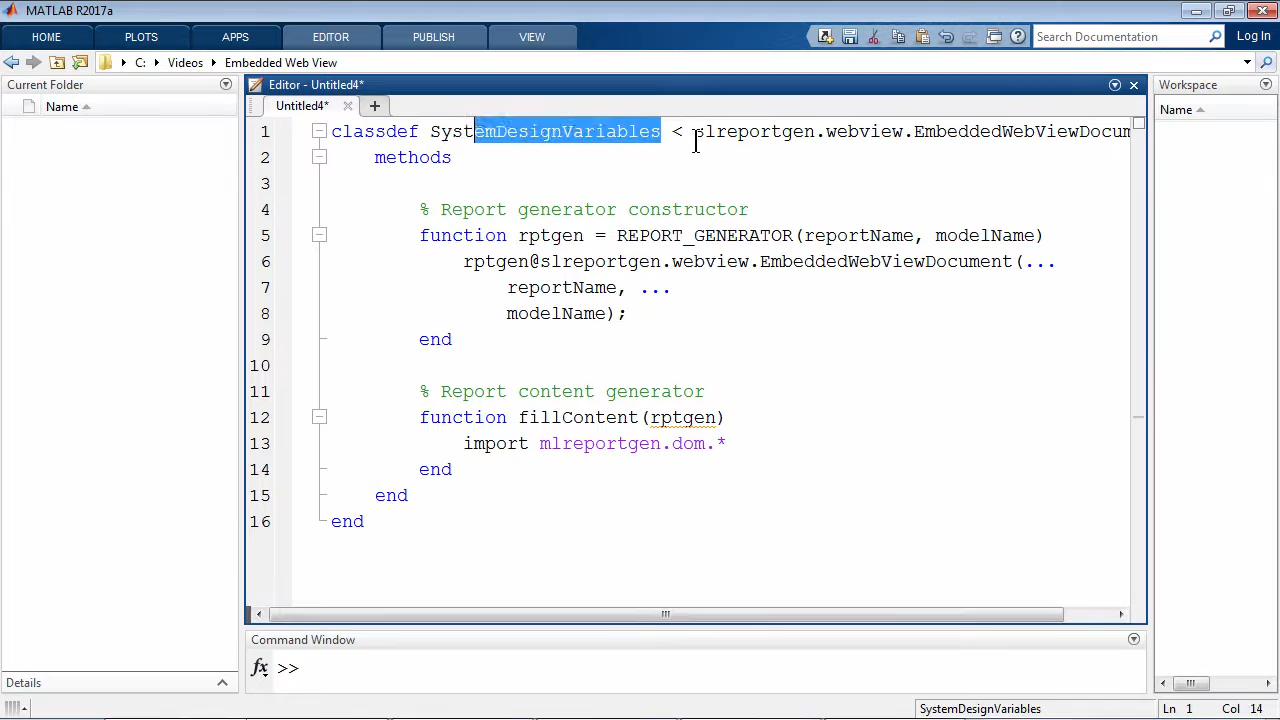 MATLAB R2017a
HOME PLOTS APPS EDITOR PUBLISH VIEW Search Documentation Log In
C: Videos Embedded Web View
Current Folder
Name
Editor - Untitled4*
Untitled4*
1 classdef SystemDesignVariables < slreportgen.webview.EmbeddedWebViewDocum
2 methods
3
4 % Report generator constructor
5 function rptgen = REPORT_GENERATOR(reportName, modelName)
6 rptgen@slreportgen.webview.EmbeddedWebViewDocument(...
7 reportName, ...
8 modelName);
9 end
10
11 % Report content generator
12 function fillContent(rptgen)
13 import mlreportgen.dom.*
14 end
15 end
16 end
Workspace
Name
Command Window
fx >>
Details
SystemDesignVariables Ln 1 Col 14